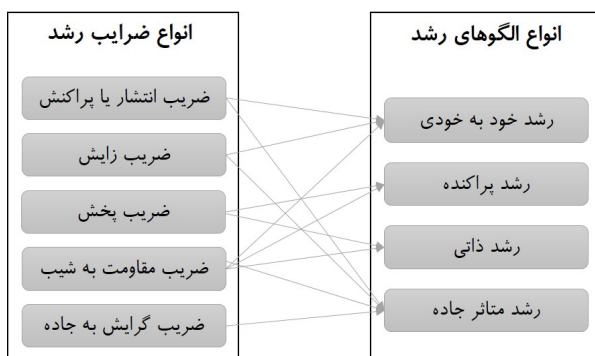 انواع الگوهای رشد
رشد خود به خودی
رشد پراکنده
رشد ذاتی
رشد متاثر جاده
انواع ضرایب رشد
ضریب انتشار یا پراکنش
ضریب زایش
ضریب پخش
ضریب مقاومت به شیب
ضریب گرایش به جاده